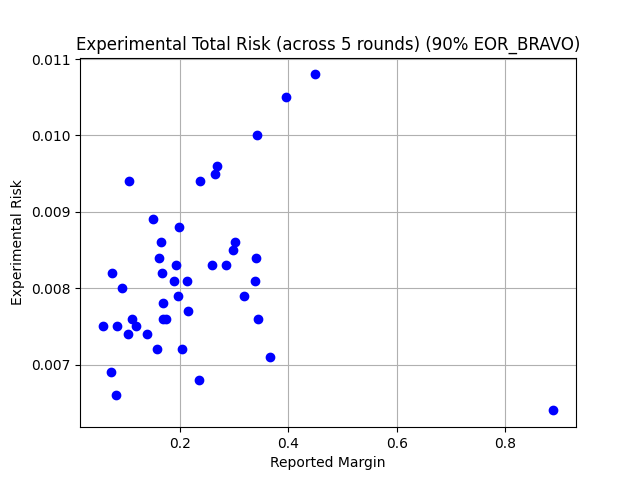 Experimental Total Risk (across 5 rounds) (90% EOR_BRAVO)
0.011
0.010
0.009
0.008
0.007
Experimental Risk
0.2 0.4 0.6 0.8
Reported Margin